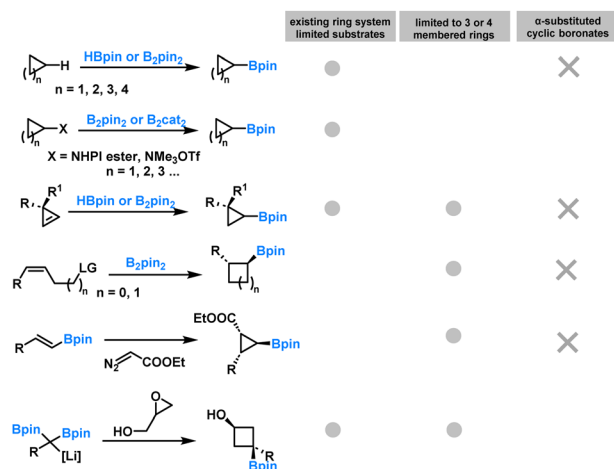 existing ring system limited to 3 or 4 α-substituted
limited substrates membered rings cyclic boronates
H HBpin or B₂pin₂ Bpin
( )n ( )n
n = 1, 2, 3, 4
X B₂pin₂ or B₂cat₂ Bpin
( )n ( )n
X = NHPI ester, NMe₃OTf
n = 1, 2, 3 ...
R R¹ HBpin or B₂pin₂ R R¹ Bpin
R LG B₂pin₂ R Bpin
( )n ( )n
n = 0, 1
EtOOC
R Bpin Bpin
N₂ OEt R
O
O HO
Bpin Bpin HO
R R
[Li] Bpin